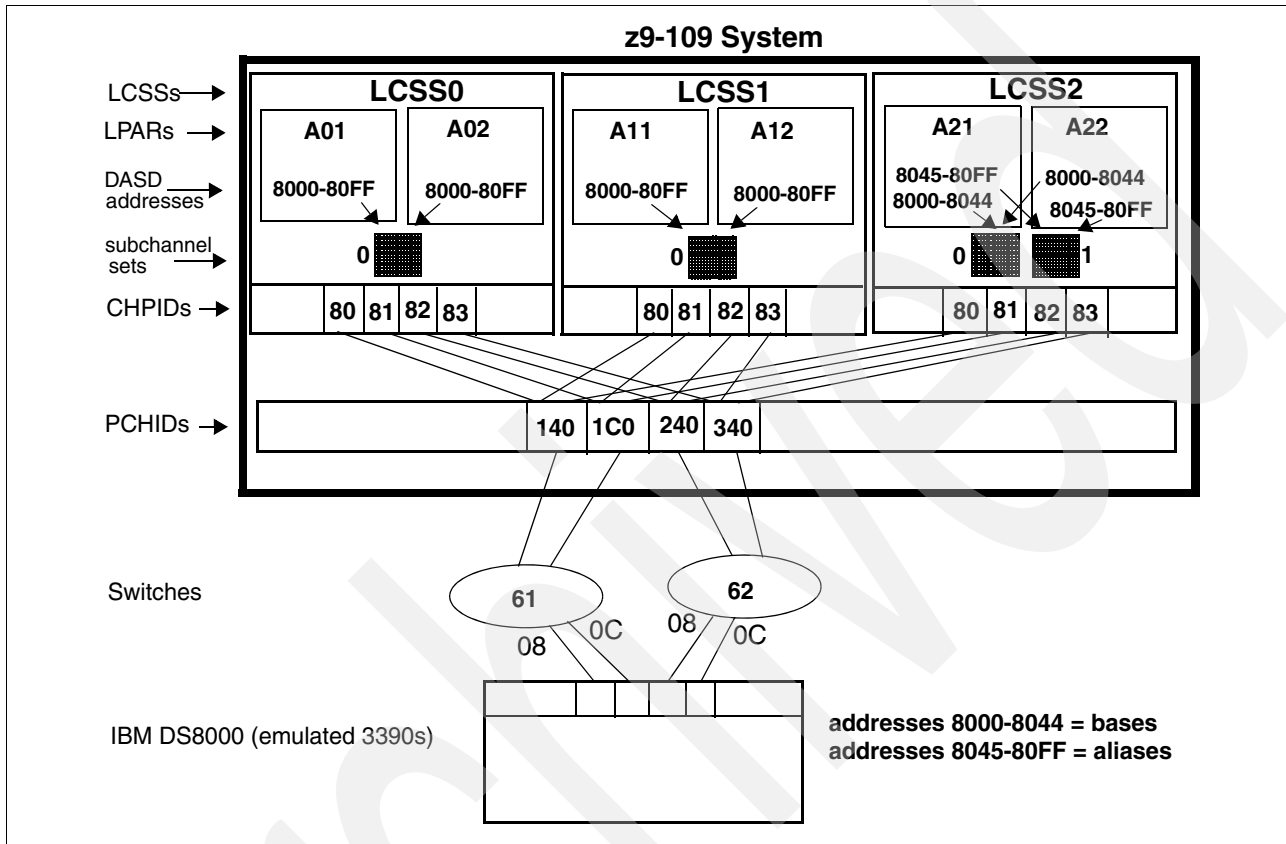 z9-109 System
LCSSs
LCSS0 LCSS1 LCSS2
LPARs
A01 A02 A11 A12 A21 A22
DASD
addresses
8000-80FF 8000-80FF 8000-80FF 8000-80FF
8045-80FF 8000-8044
8000-8044 8045-80FF
subchannel
sets
0 0 0 1
CHPIDs
80 81 82 83 80 81 82 83 80 81 82 83
PCHIDs
140 1C0 240 340
Switches
61 62
08 0C 08 0C
IBM DS8000 (emulated 3390s)
addresses 8000-8044 = bases
addresses 8045-80FF = aliases